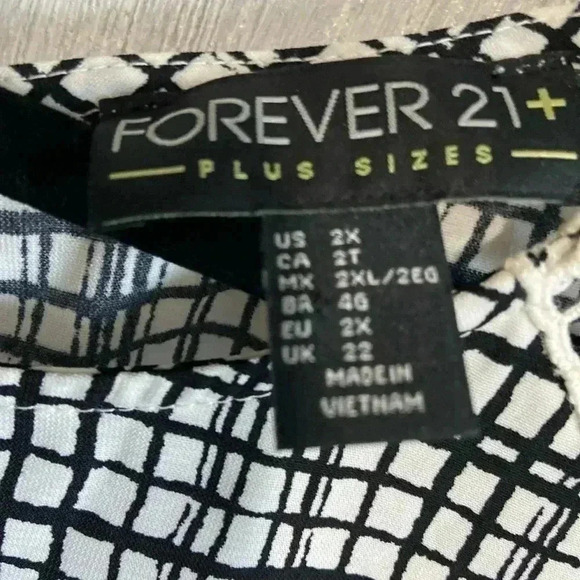 FOREVER 21+
PLUS SIZES
US 2X
CA 2T
MX 2XL/2EG
BR 4G
EU 2X
UK 22
MADE IN
VIETNAM